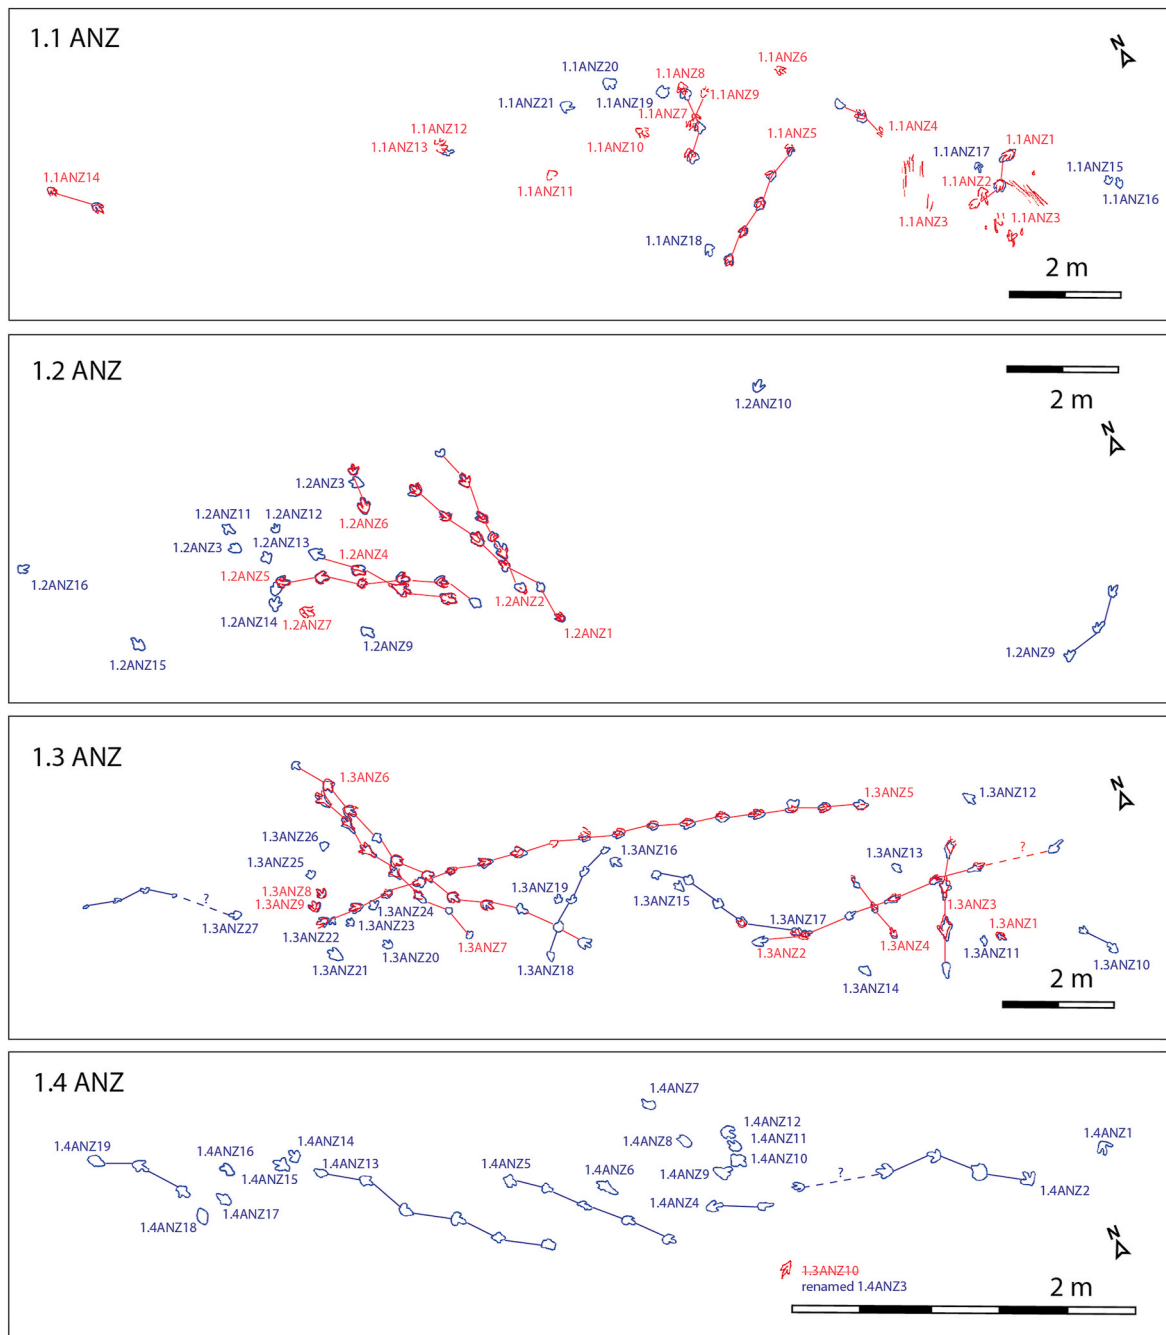 1.1 ANZ
N
1.1ANZ20
1.1ANZ6
1.1ANZ8
1.1ANZ21
1.1ANZ19
1.1ANZ9
1.1ANZ7
1.1ANZ12
1.1ANZ13
1.1ANZ10
1.1ANZ5
1.1ANZ4
1.1ANZ1
1.1ANZ17
1.1ANZ15
1.1ANZ14
1.1ANZ11
1.1ANZ2
1.1ANZ16
1.1ANZ3
1.1ANZ3
1.1ANZ18
2 m
1.2 ANZ
2 m
1.2ANZ10
N
1.2ANZ3
1.2ANZ11
1.2ANZ12
1.2ANZ6
1.2ANZ3
1.2ANZ13
1.2ANZ4
1.2ANZ16
1.2ANZ5
1.2ANZ2
1.2ANZ14
1.2ANZ7
1.2ANZ1
1.2ANZ9
1.2ANZ15
1.2ANZ9
1.3 ANZ
1.3ANZ6
1.3ANZ5
1.3ANZ12
N
1.3ANZ26
?
1.3ANZ16
1.3ANZ13
1.3ANZ25
1.3ANZ8
1.3ANZ19
1.3ANZ15
1.3ANZ9
?
1.3ANZ24
1.3ANZ3
1.3ANZ27
1.3ANZ23
1.3ANZ17
1.3ANZ1
1.3ANZ22
1.3ANZ7
1.3ANZ2
1.3ANZ4
1.3ANZ11
1.3ANZ21
1.3ANZ20
1.3ANZ18
1.3ANZ10
1.3ANZ14
2 m
1.4 ANZ
1.4ANZ7
1.4ANZ12
1.4ANZ1
1.4ANZ19
1.4ANZ16
1.4ANZ14
1.4ANZ8
1.4ANZ11
1.4ANZ10
1.4ANZ15
1.4ANZ13
1.4ANZ5
1.4ANZ6
1.4ANZ9
?
1.4ANZ2
1.4ANZ4
1.4ANZ17
1.4ANZ18
N
1.3ANZ10
renamed 1.4ANZ3
2 m